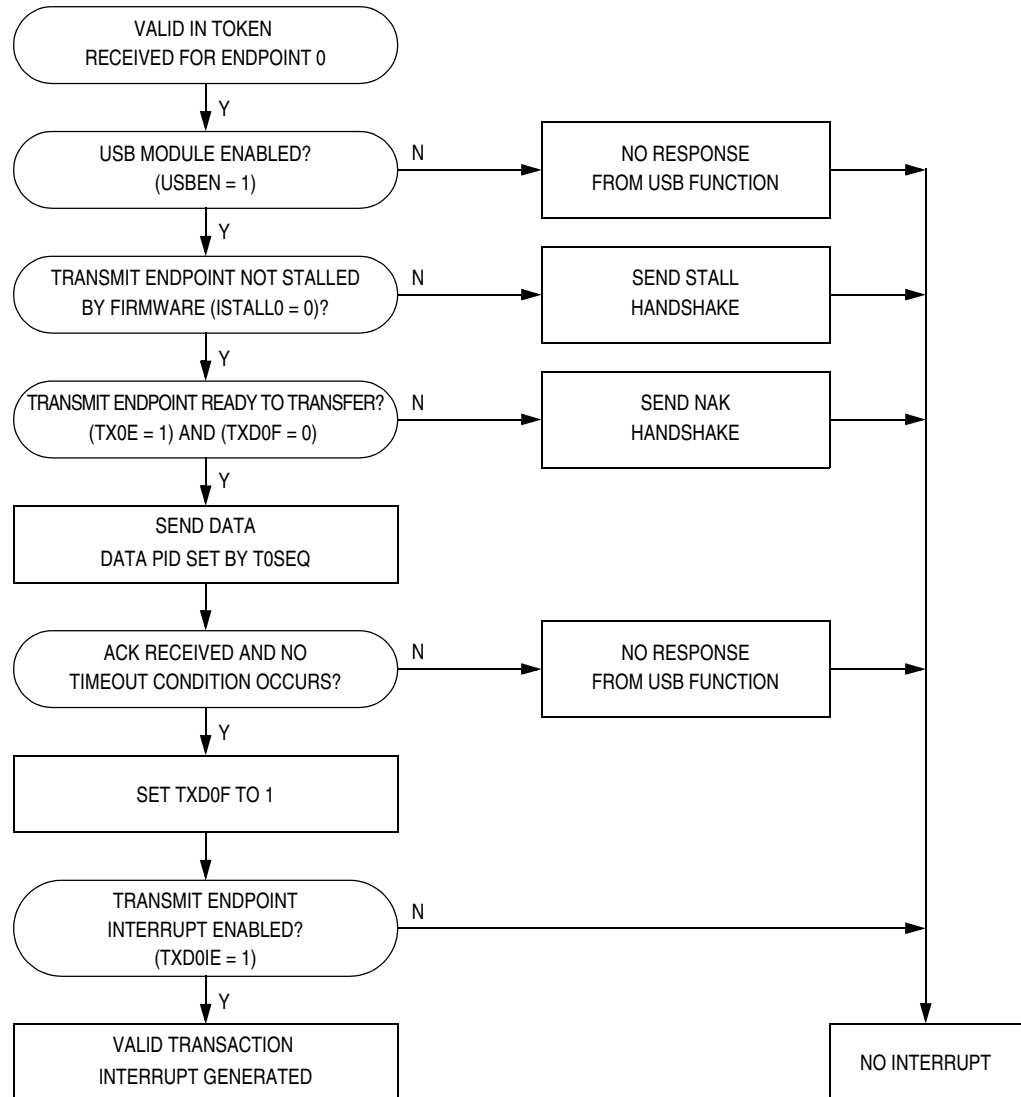 VALID IN TOKEN
RECEIVED FOR ENDPOINT 0
Y
USB MODULE ENABLED?
(USBEN = 1)
N
NO RESPONSE
FROM USB FUNCTION
Y
TRANSMIT ENDPOINT NOT STALLED
BY FIRMWARE (ISTALL0 = 0)?
N
SEND STALL
HANDSHAKE
Y
TRANSMIT ENDPOINT READY TO TRANSFER?
(TX0E = 1) AND (TXD0F = 0)
N
SEND NAK
HANDSHAKE
Y
SEND DATA
DATA PID SET BY T0SEQ
ACK RECEIVED AND NO
TIMEOUT CONDITION OCCURS?
N
NO RESPONSE
FROM USB FUNCTION
Y
SET TXD0F TO 1
TRANSMIT ENDPOINT
INTERRUPT ENABLED?
(TXD0IE = 1)
N
Y
VALID TRANSACTION
INTERRUPT GENERATED
NO INTERRUPT